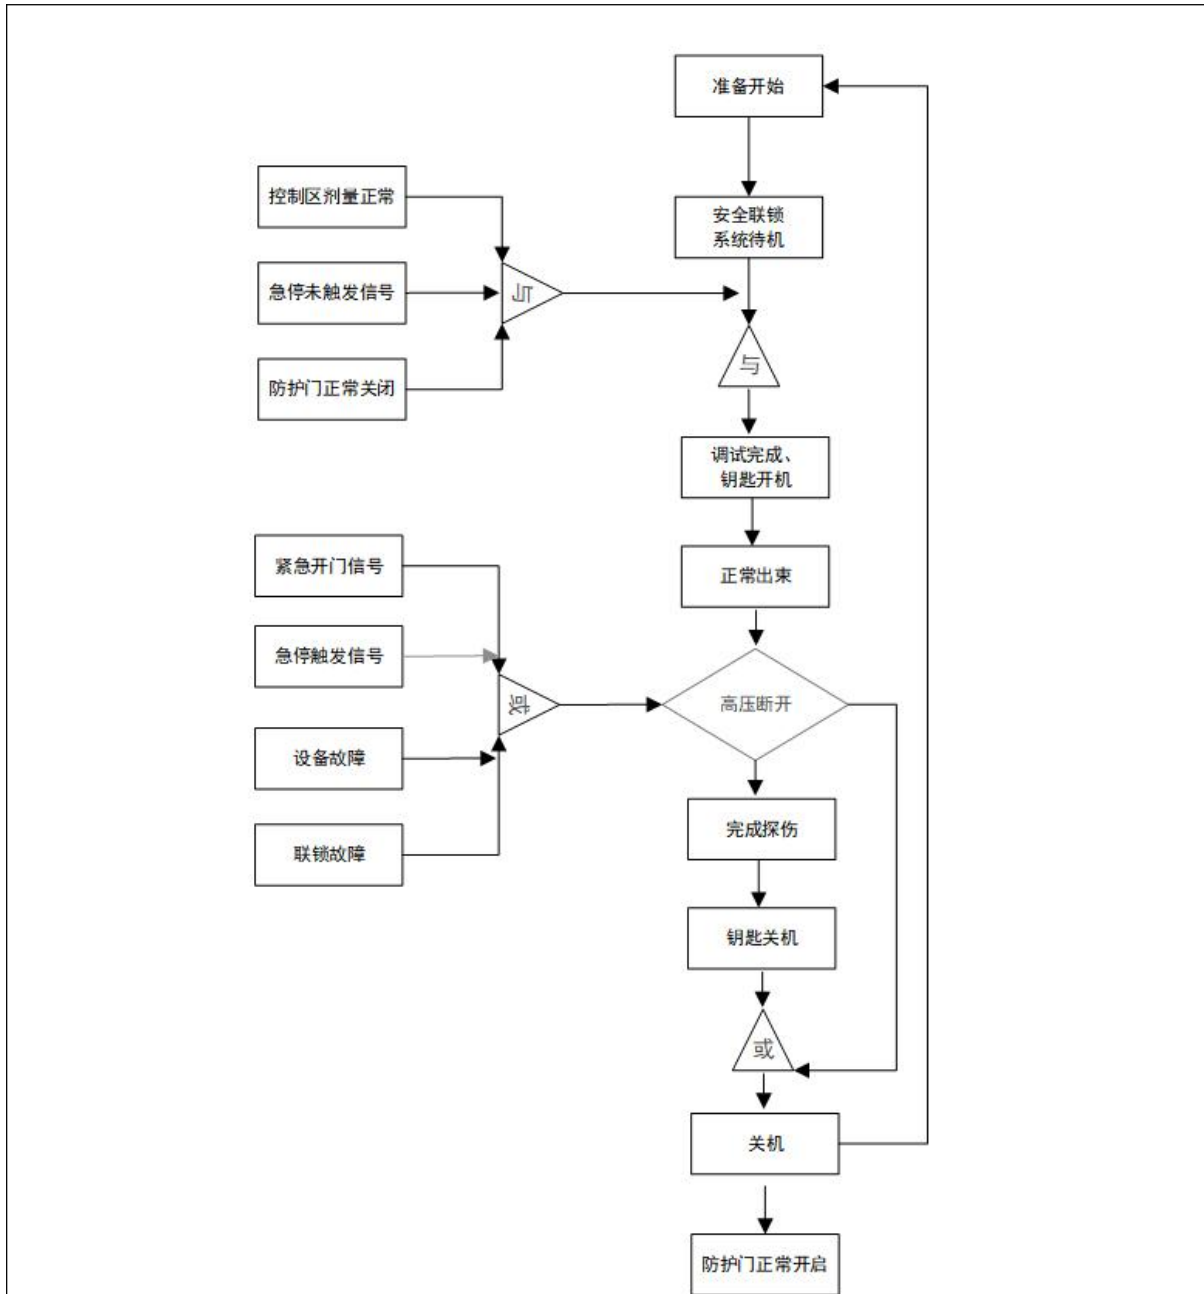 准备开始
控制区剂量正常
安全联锁
系统待机
急停未触发信号
与
防护门正常关闭
与
调试完成、
钥匙开机
紧急开门信号
正常出束
急停触发信号
或
高压断开
设备故障
完成探伤
联锁故障
钥匙关机
或
关机
防护门正常开启